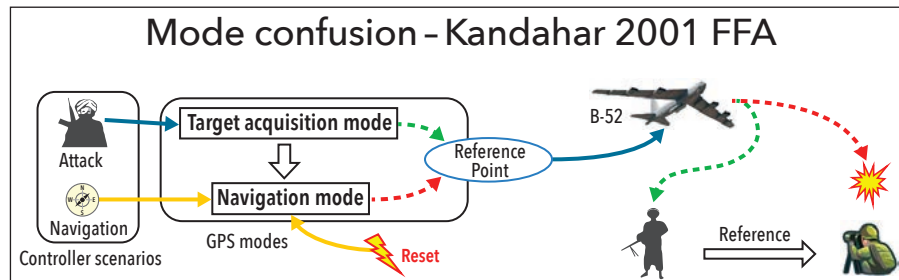 Mode confusion – Kandahar 2001 FFA
Target acquisition mode
Attack
B-52
Reference
Point
N
W E
S
Navigation mode
Navigation
Controller scenarios
GPS modes
Reset
Reference